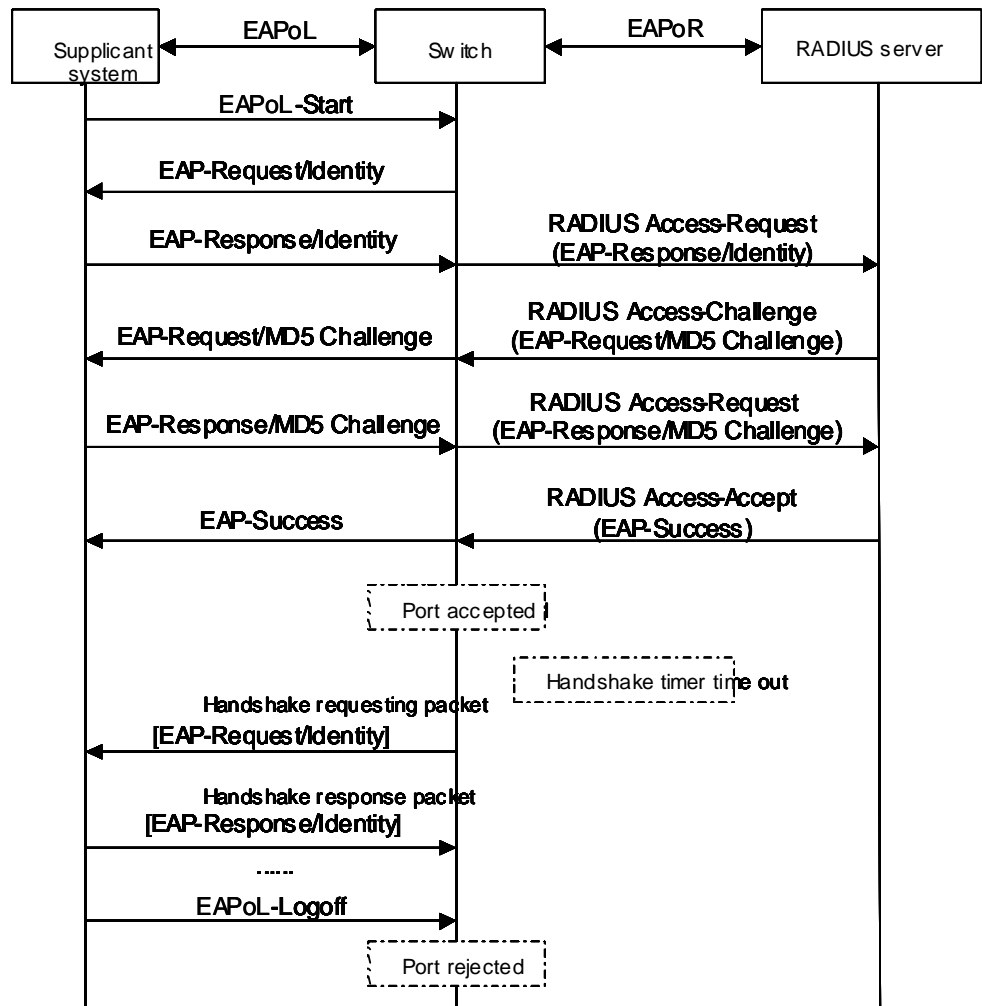 EAPoL
EAPoR
Supplicant
system
Switch
RADIUS server
EAPoL-Start
EAP-Request/Identity
EAP-Response/Identity
RADIUS Access-Request
(EAP-Response/Identity)
EAP-Request/MD5 Challenge
RADIUS Access-Challenge
(EAP-Request/MD5 Challenge)
EAP-Response/MD5 Challenge
RADIUS Access-Request
(EAP-Response/MD5 Challenge)
EAP-Success
RADIUS Access-Accept
(EAP-Success)
Port accepted
Handshake timer time out
Handshake requesting packet
[EAP-Request/Identity]
Handshake response packet
[EAP-Response/Identity]
......
EAPoL-Logoff
Port rejected